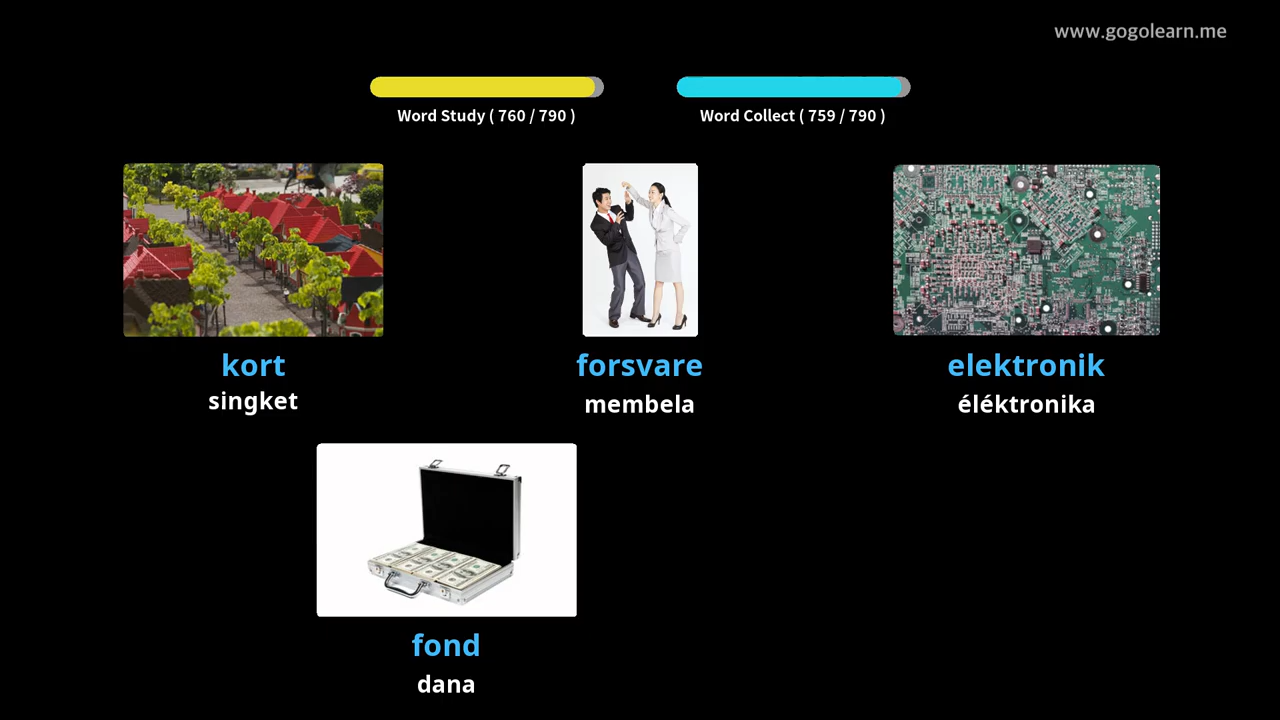 www.gogolearn.me
Word Study ( 760 / 790 )
Word Collect ( 759 / 790 )
kort
singket
forsvare
membela
elektronik
éléktronika
fond
dana